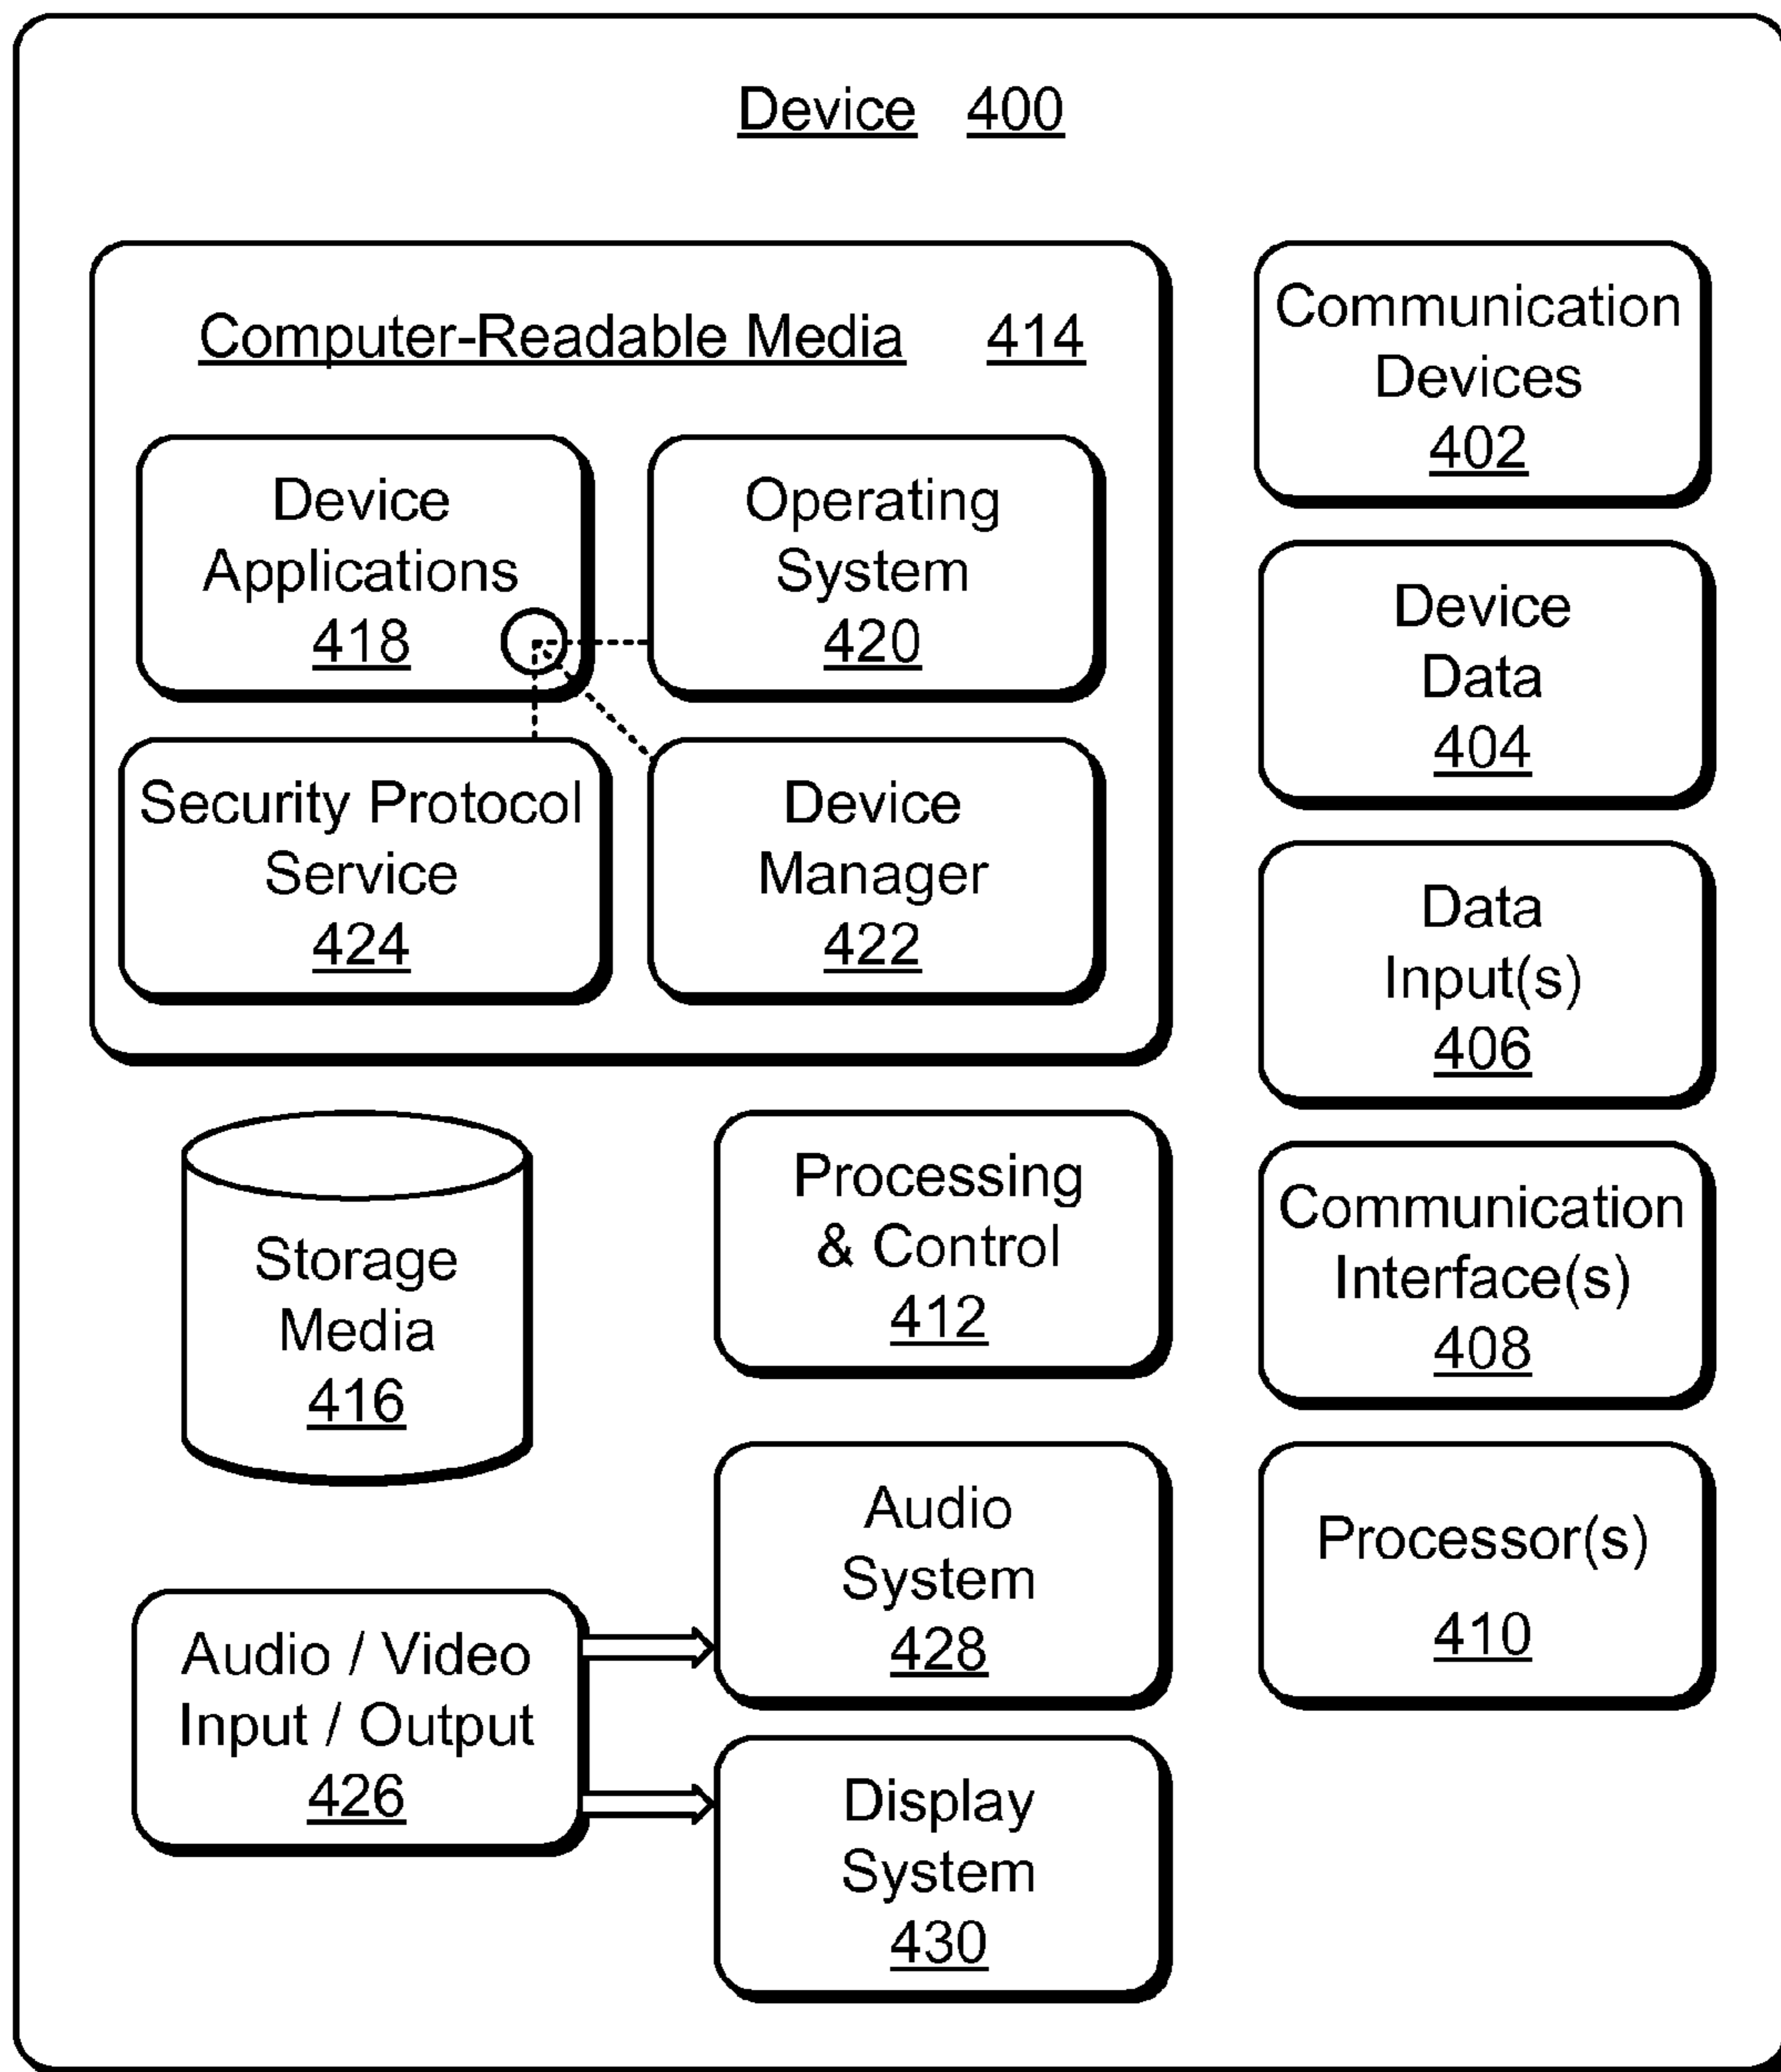 Device 400
Computer-Readable Media 414
Device
Applications
418
Operating
System
420
Security Protocol
Service
424
Device
Manager
422
Storage
Media
416
Processing
& Control
412
Audio / Video
Input / Output
426
Audio
System
428
Display
System
430
Communication
Devices
402
Device
Data
404
Data
Input(s)
406
Communication
Interface(s)
408
Processor(s)
410